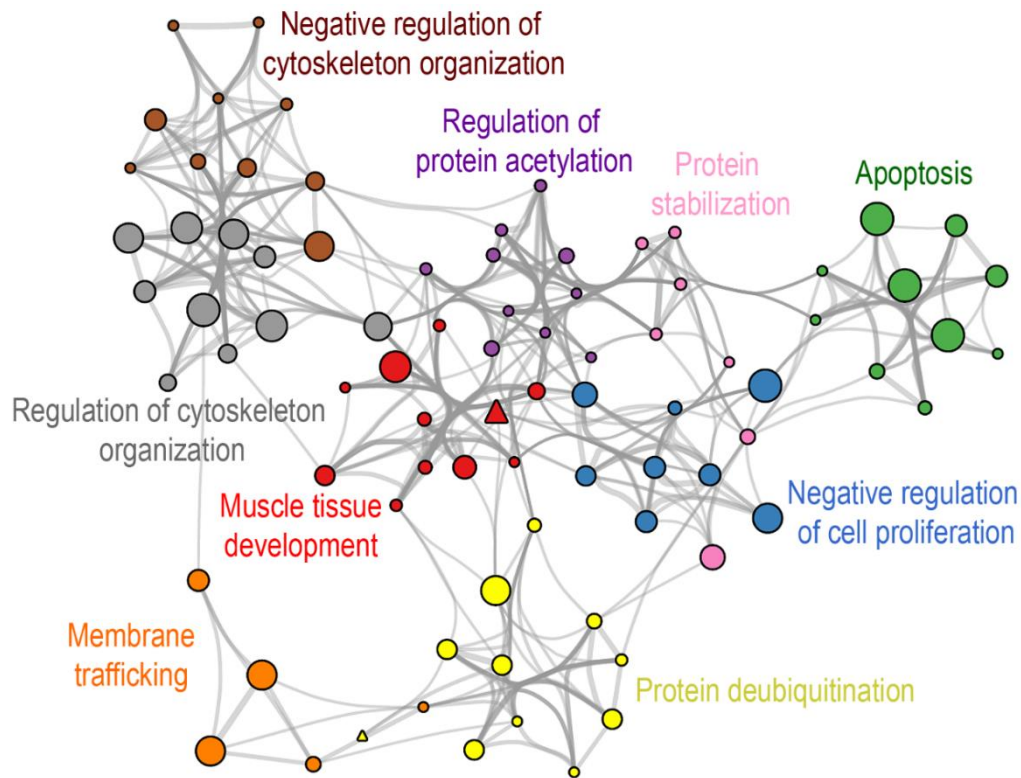 Negative regulation of
cytoskeleton organization
Regulation of
protein acetylation
Protein
stabilization
Apoptosis
Regulation of cytoskeleton
organization
Muscle tissue
development
Negative regulation
of cell proliferation
Membrane
trafficking
Protein deubiquitination